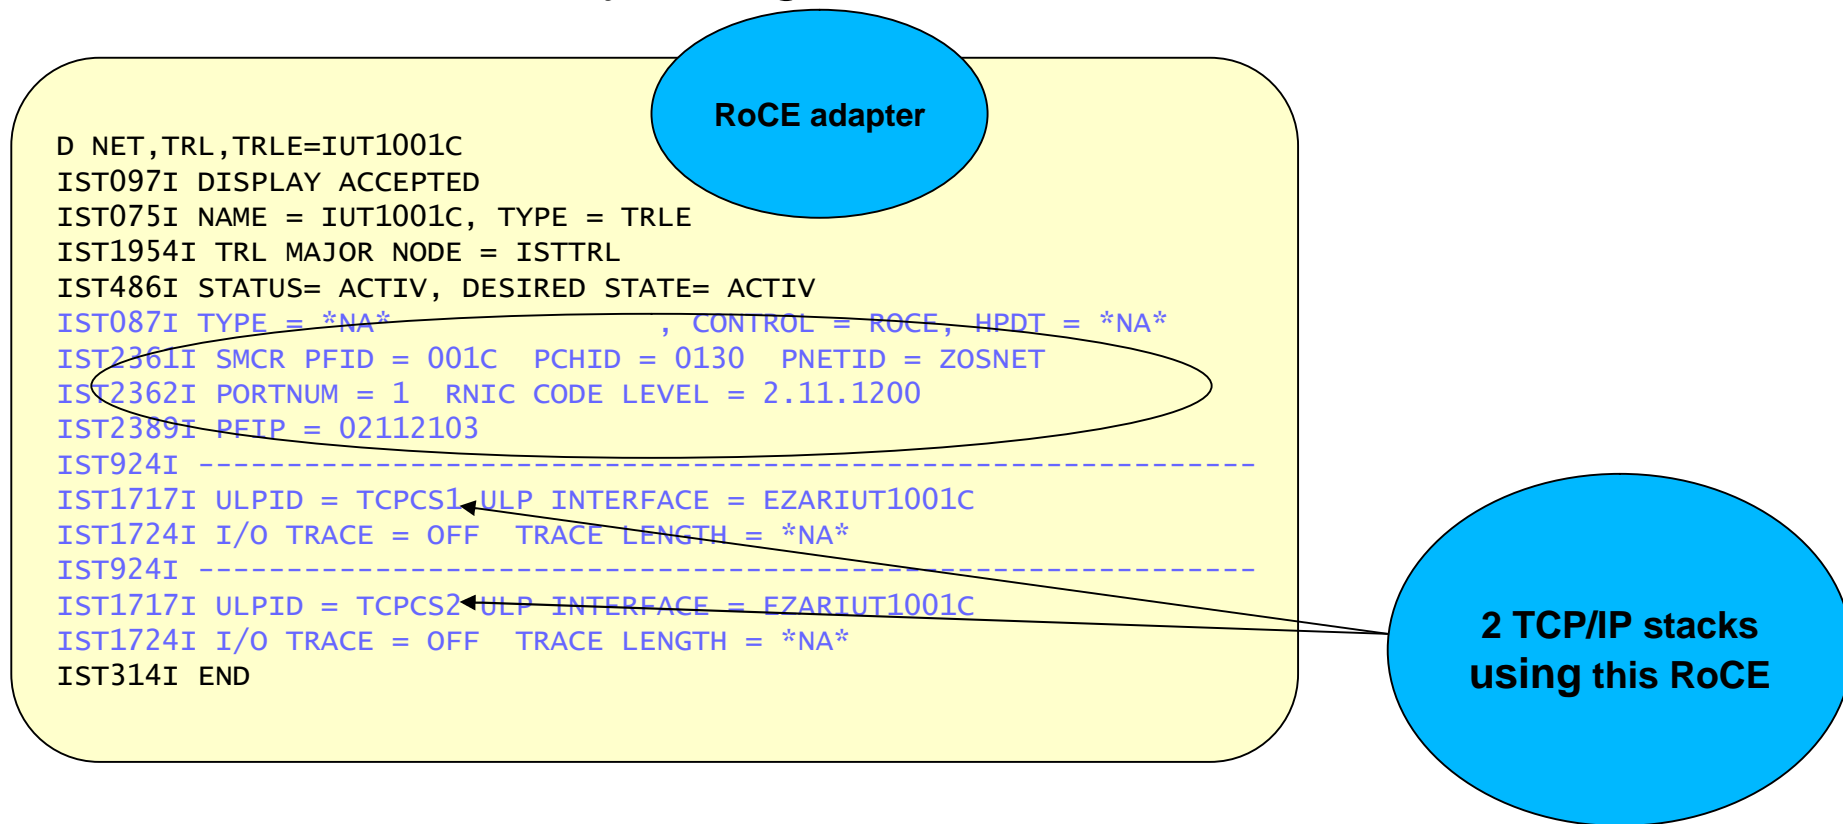 RoCE adapter
D NET,TRL,TRLE=IUT1001C
IST097I DISPLAY ACCEPTED
IST075I NAME = IUT1001C, TYPE = TRLE
IST1954I TRL MAJOR NODE = ISTTRL
IST486I STATUS= ACTIV, DESIRED STATE= ACTIV
IST087I TYPE = *NA* , CONTROL = ROCE, HPDT = *NA*
IST2361I SMCR PFID = 001C PCHID = 0130 PNETID = ZOSNET
IST2362I PORTNUM = 1 RNIC CODE LEVEL = 2.11.1200
IST2389I PFIP = 02112103
IST924I ------------------------------------------------------------
IST1717I ULPID = TCPCS1 ULP INTERFACE = EZARIUT1001C
IST1724I I/O TRACE = OFF TRACE LENGTH = *NA*
IST924I ------------------------------------------------------------
IST1717I ULPID = TCPCS2 ULP INTERFACE = EZARIUT1001C
IST1724I I/O TRACE = OFF TRACE LENGTH = *NA*
IST314I END
2 TCP/IP stacks
using this RoCE